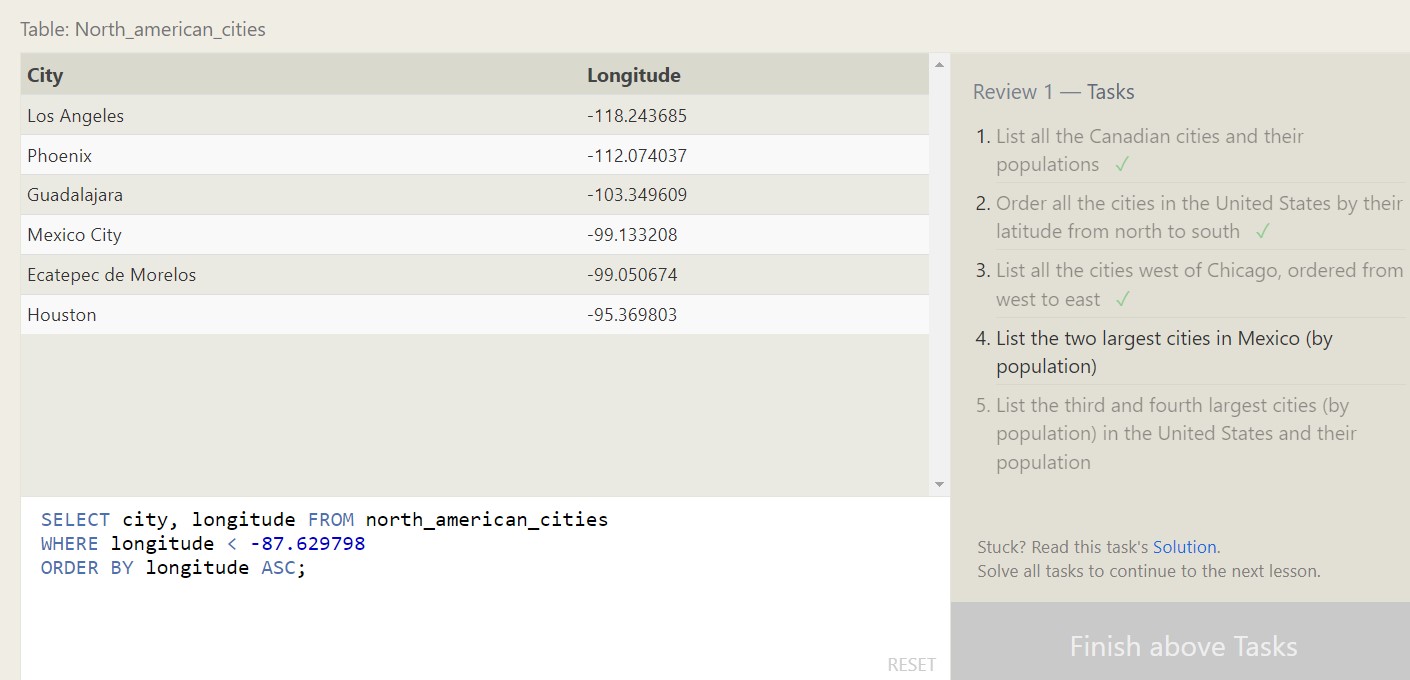 Table: North_american_cities
City Longitude
Los Angeles -118.243685
Phoenix -112.074037
Guadalajara -103.349609
Mexico City -99.133208
Ecatepec de Morelos -99.050674
Houston -95.369803
SELECT city, longitude FROM north_american_cities
WHERE longitude < -87.629798
ORDER BY longitude ASC;
RESET
Review 1 — Tasks
1. List all the Canadian cities and their
populations ✓
2. Order all the cities in the United States by their
latitude from north to south ✓
3. List all the cities west of Chicago, ordered from
west to east ✓
4. List the two largest cities in Mexico (by
population)
5. List the third and fourth largest cities (by
population) in the United States and their
population
Stuck? Read this task's Solution.
Solve all tasks to continue to the next lesson.
Finish above Tasks